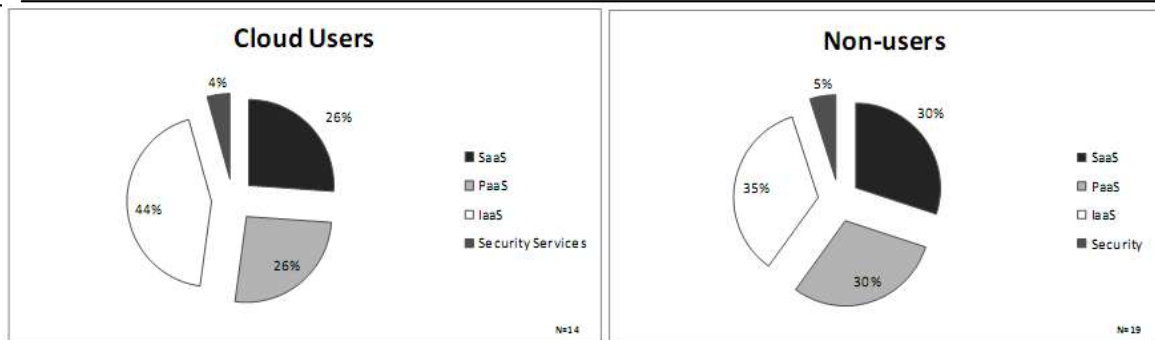 Cloud Users
4%
26%
44%
26%
SaaS
PaaS
IaaS
Security Services
N=14
Non-users
5%
30%
35%
30%
SaaS
PaaS
IaaS
Security
N=19